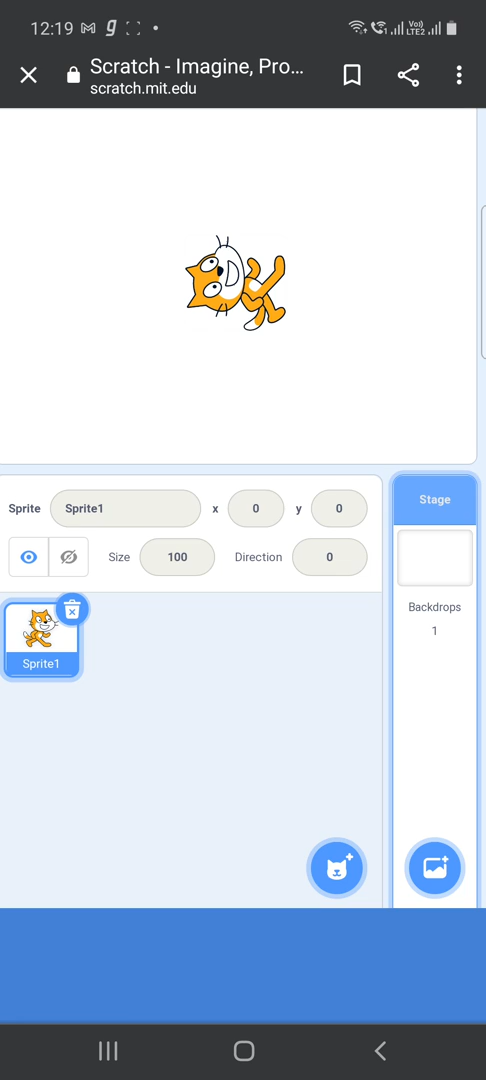 12:19 M g
Vo))
1 LTE2
Scratch - Imagine, Pro...
scratch.mit.edu
Sprite Sprite1 x 0 y 0
Size 100 Direction 0
Sprite1
Stage
Backdrops
1